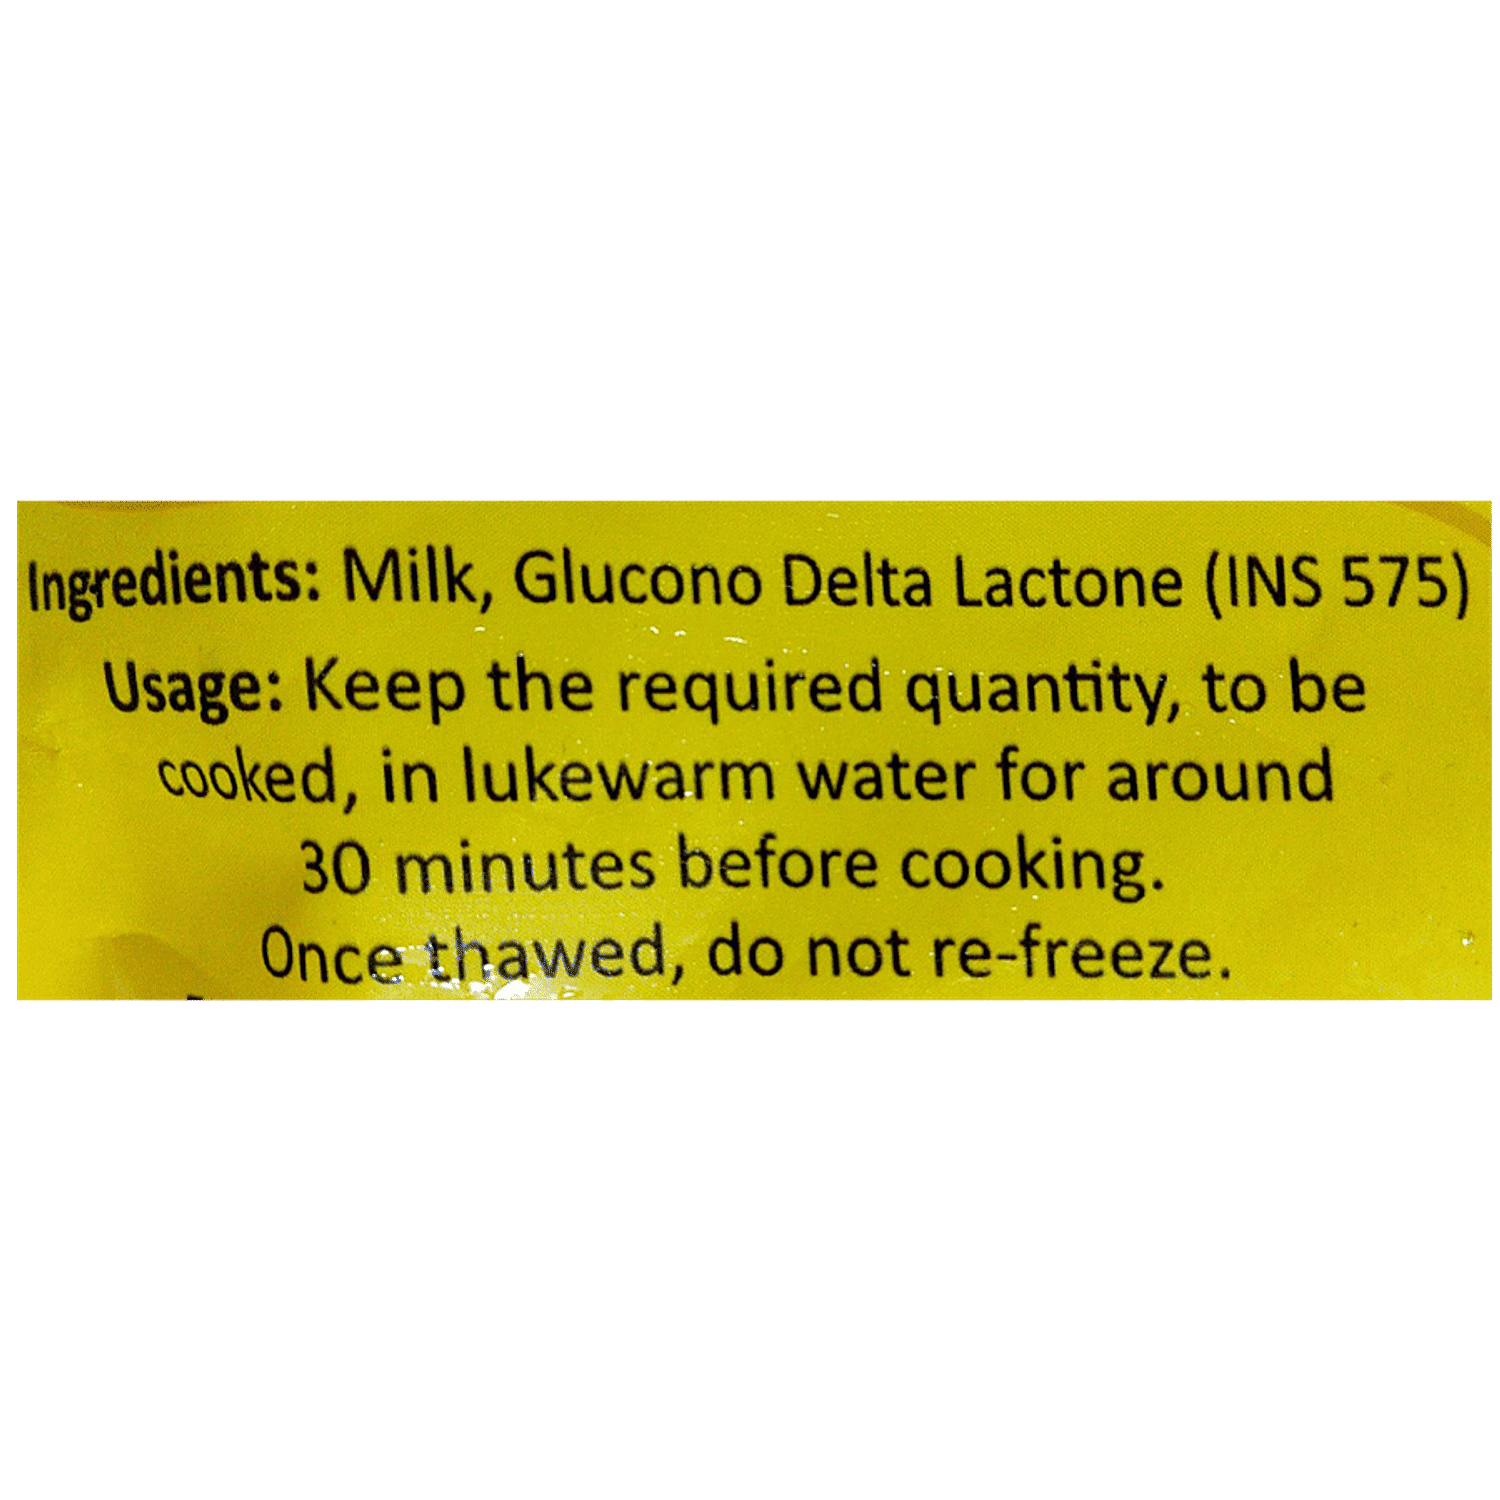 Ingredients: Milk, Glucono Delta Lactone (INS 575)
Usage: Keep the required quantity, to be
cooked, in lukewarm water for around
30 minutes before cooking.
Once thawed, do not re-freeze.